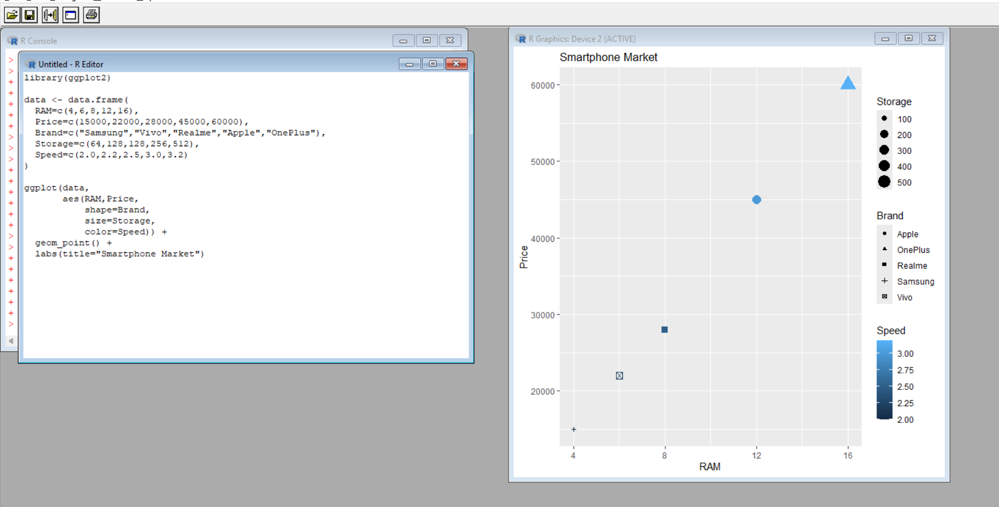 R Console
>
>
+
+
+
+
+
>
>
>
+
+
+
+
+
+
>
>
+
+
+
+
+
+
>
Untitled - R Editor
library(ggplot2)
data <- data.frame(
  RAM=c(4,6,8,12,16),
  Price=c(15000,22000,28000,45000,60000),
  Brand=c("Samsung","Vivo","Realme","Apple","OnePlus"),
  Storage=c(64,128,128,256,512),
  Speed=c(2.0,2.2,2.5,3.0,3.2)
)
ggplot(data,
       aes(RAM,Price,
           shape=Brand,
           size=Storage,
           color=Speed)) +
  geom_point() +
  labs(title="Smartphone Market")
R Graphics: Device 2 (ACTIVE)
Smartphone Market
60000
50000
40000
30000
20000
Price
4 8 12 16
RAM
Storage
100
200
300
400
500
Brand
Apple
OnePlus
Realme
Samsung
Vivo
Speed
3.00
2.75
2.50
2.25
2.00